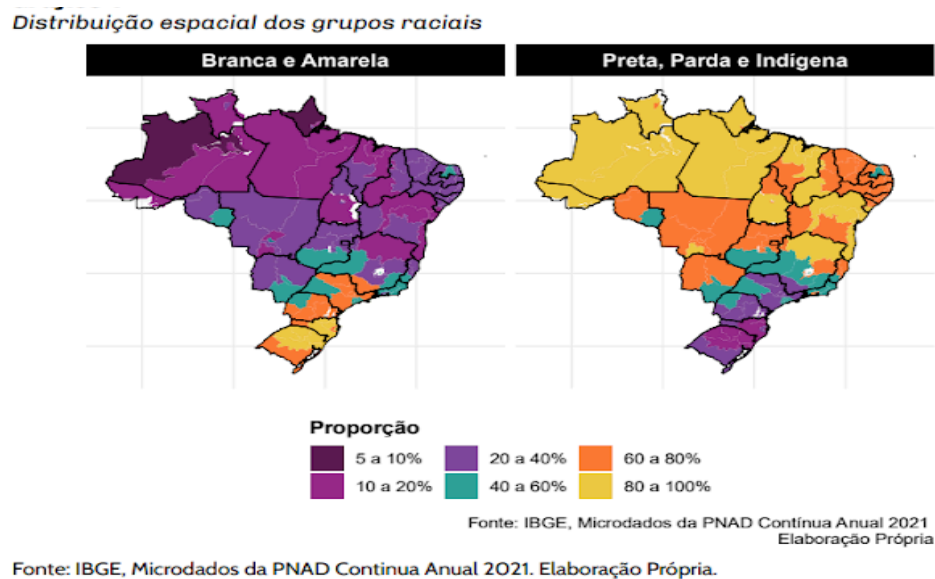 Distribuição espacial dos grupos raciais
Branca e Amarela
Preta, Parda e Indígena
Proporção
5 a 10%
20 a 40%
60 a 80%
10 a 20%
40 a 60%
80 a 100%
Fonte: IBGE, Microdados da PNAD Contínua Anual 2021
Elaboração Própria
Fonte: IBGE, Microdados da PNAD Continua Anual 2021. Elaboração Própria.